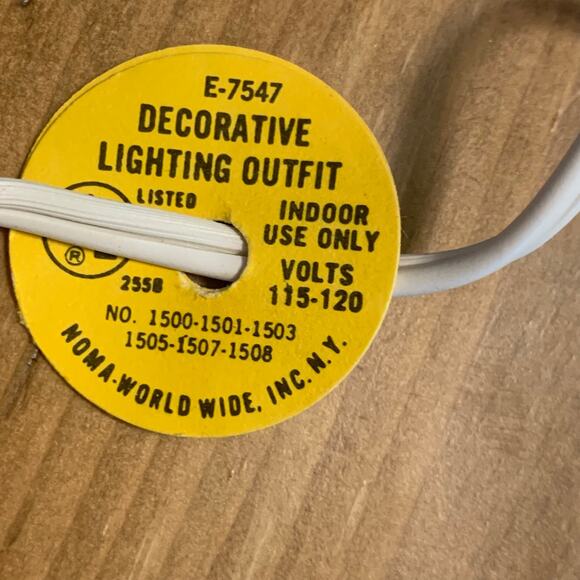 E-7547
DECORATIVE
LIGHTING OUTFIT
LISTED
INDOOR
USE ONLY
®
255B
VOLTS
115-120
NO. 1500-1501-1503
1505-1507-1508
NOMA-WORLD WIDE, INC. N.Y.